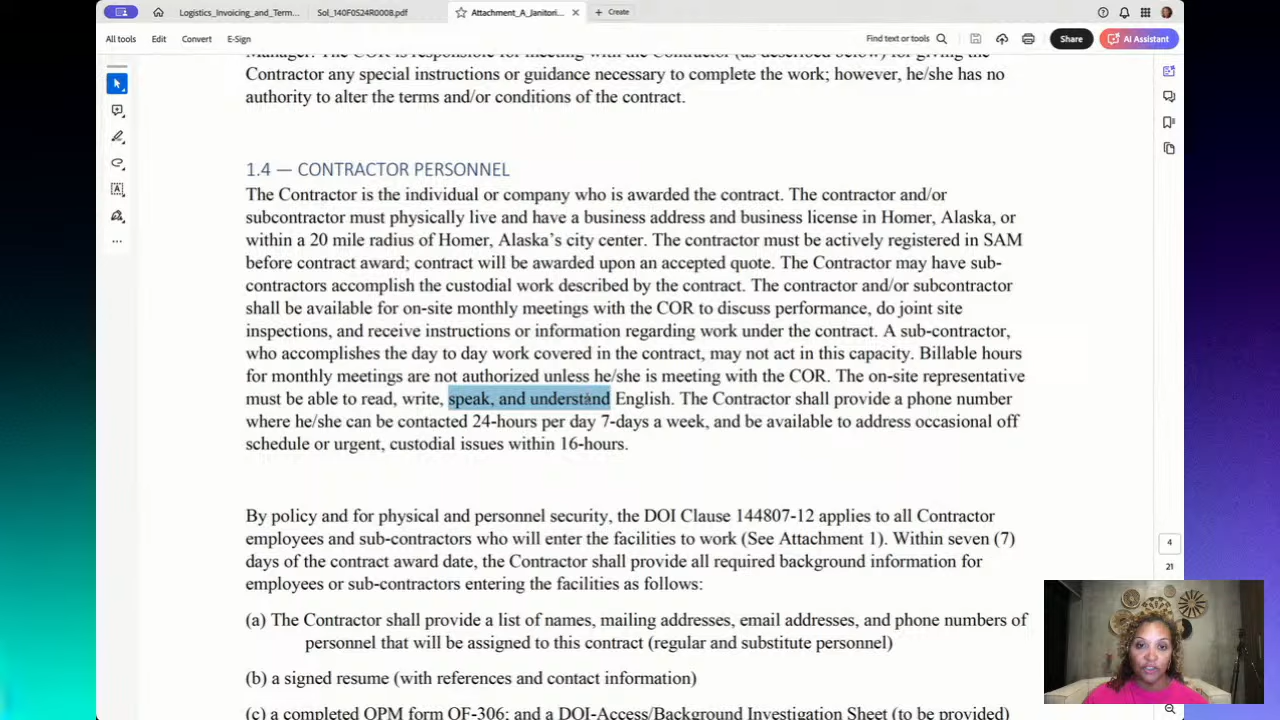 Logistics_Invoicing_and_Term...
Sol_140F0S24R0008.pdf
Attachment_A_Janitori...
Create
All tools
Edit
Convert
E-Sign
Find text or tools
Share
AI Assistant
Contractor any special instructions or guidance necessary to complete the work; however, he/she has no
authority to alter the terms and/or conditions of the contract.
1.4 — CONTRACTOR PERSONNEL
The Contractor is the individual or company who is awarded the contract. The contractor and/or
subcontractor must physically live and have a business address and business license in Homer, Alaska, or
within a 20 mile radius of Homer, Alaska's city center. The contractor must be actively registered in SAM
before contract award; contract will be awarded upon an accepted quote. The Contractor may have sub-
contractors accomplish the custodial work described by the contract. The contractor and/or subcontractor
shall be available for on-site monthly meetings with the COR to discuss performance, do joint site
inspections, and receive instructions or information regarding work under the contract. A sub-contractor,
who accomplishes the day to day work covered in the contract, may not act in this capacity. Billable hours
for monthly meetings are not authorized unless he/she is meeting with the COR. The on-site representative
must be able to read, write, speak, and understand English. The Contractor shall provide a phone number
where he/she can be contacted 24-hours per day 7-days a week, and be available to address occasional off
schedule or urgent, custodial issues within 16-hours.
By policy and for physical and personnel security, the DOI Clause 144807-12 applies to all Contractor
employees and sub-contractors who will enter the facilities to work (See Attachment 1). Within seven (7)
days of the contract award date, the Contractor shall provide all required background information for
employees or sub-contractors entering the facilities as follows:
(a) The Contractor shall provide a list of names, mailing addresses, email addresses, and phone numbers of
personnel that will be assigned to this contract (regular and substitute personnel)
(b) a signed resume (with references and contact information)
(c) a completed OPM form OF-306; and a DOI-Access/Background Investigation Sheet (to be provided)
4
21